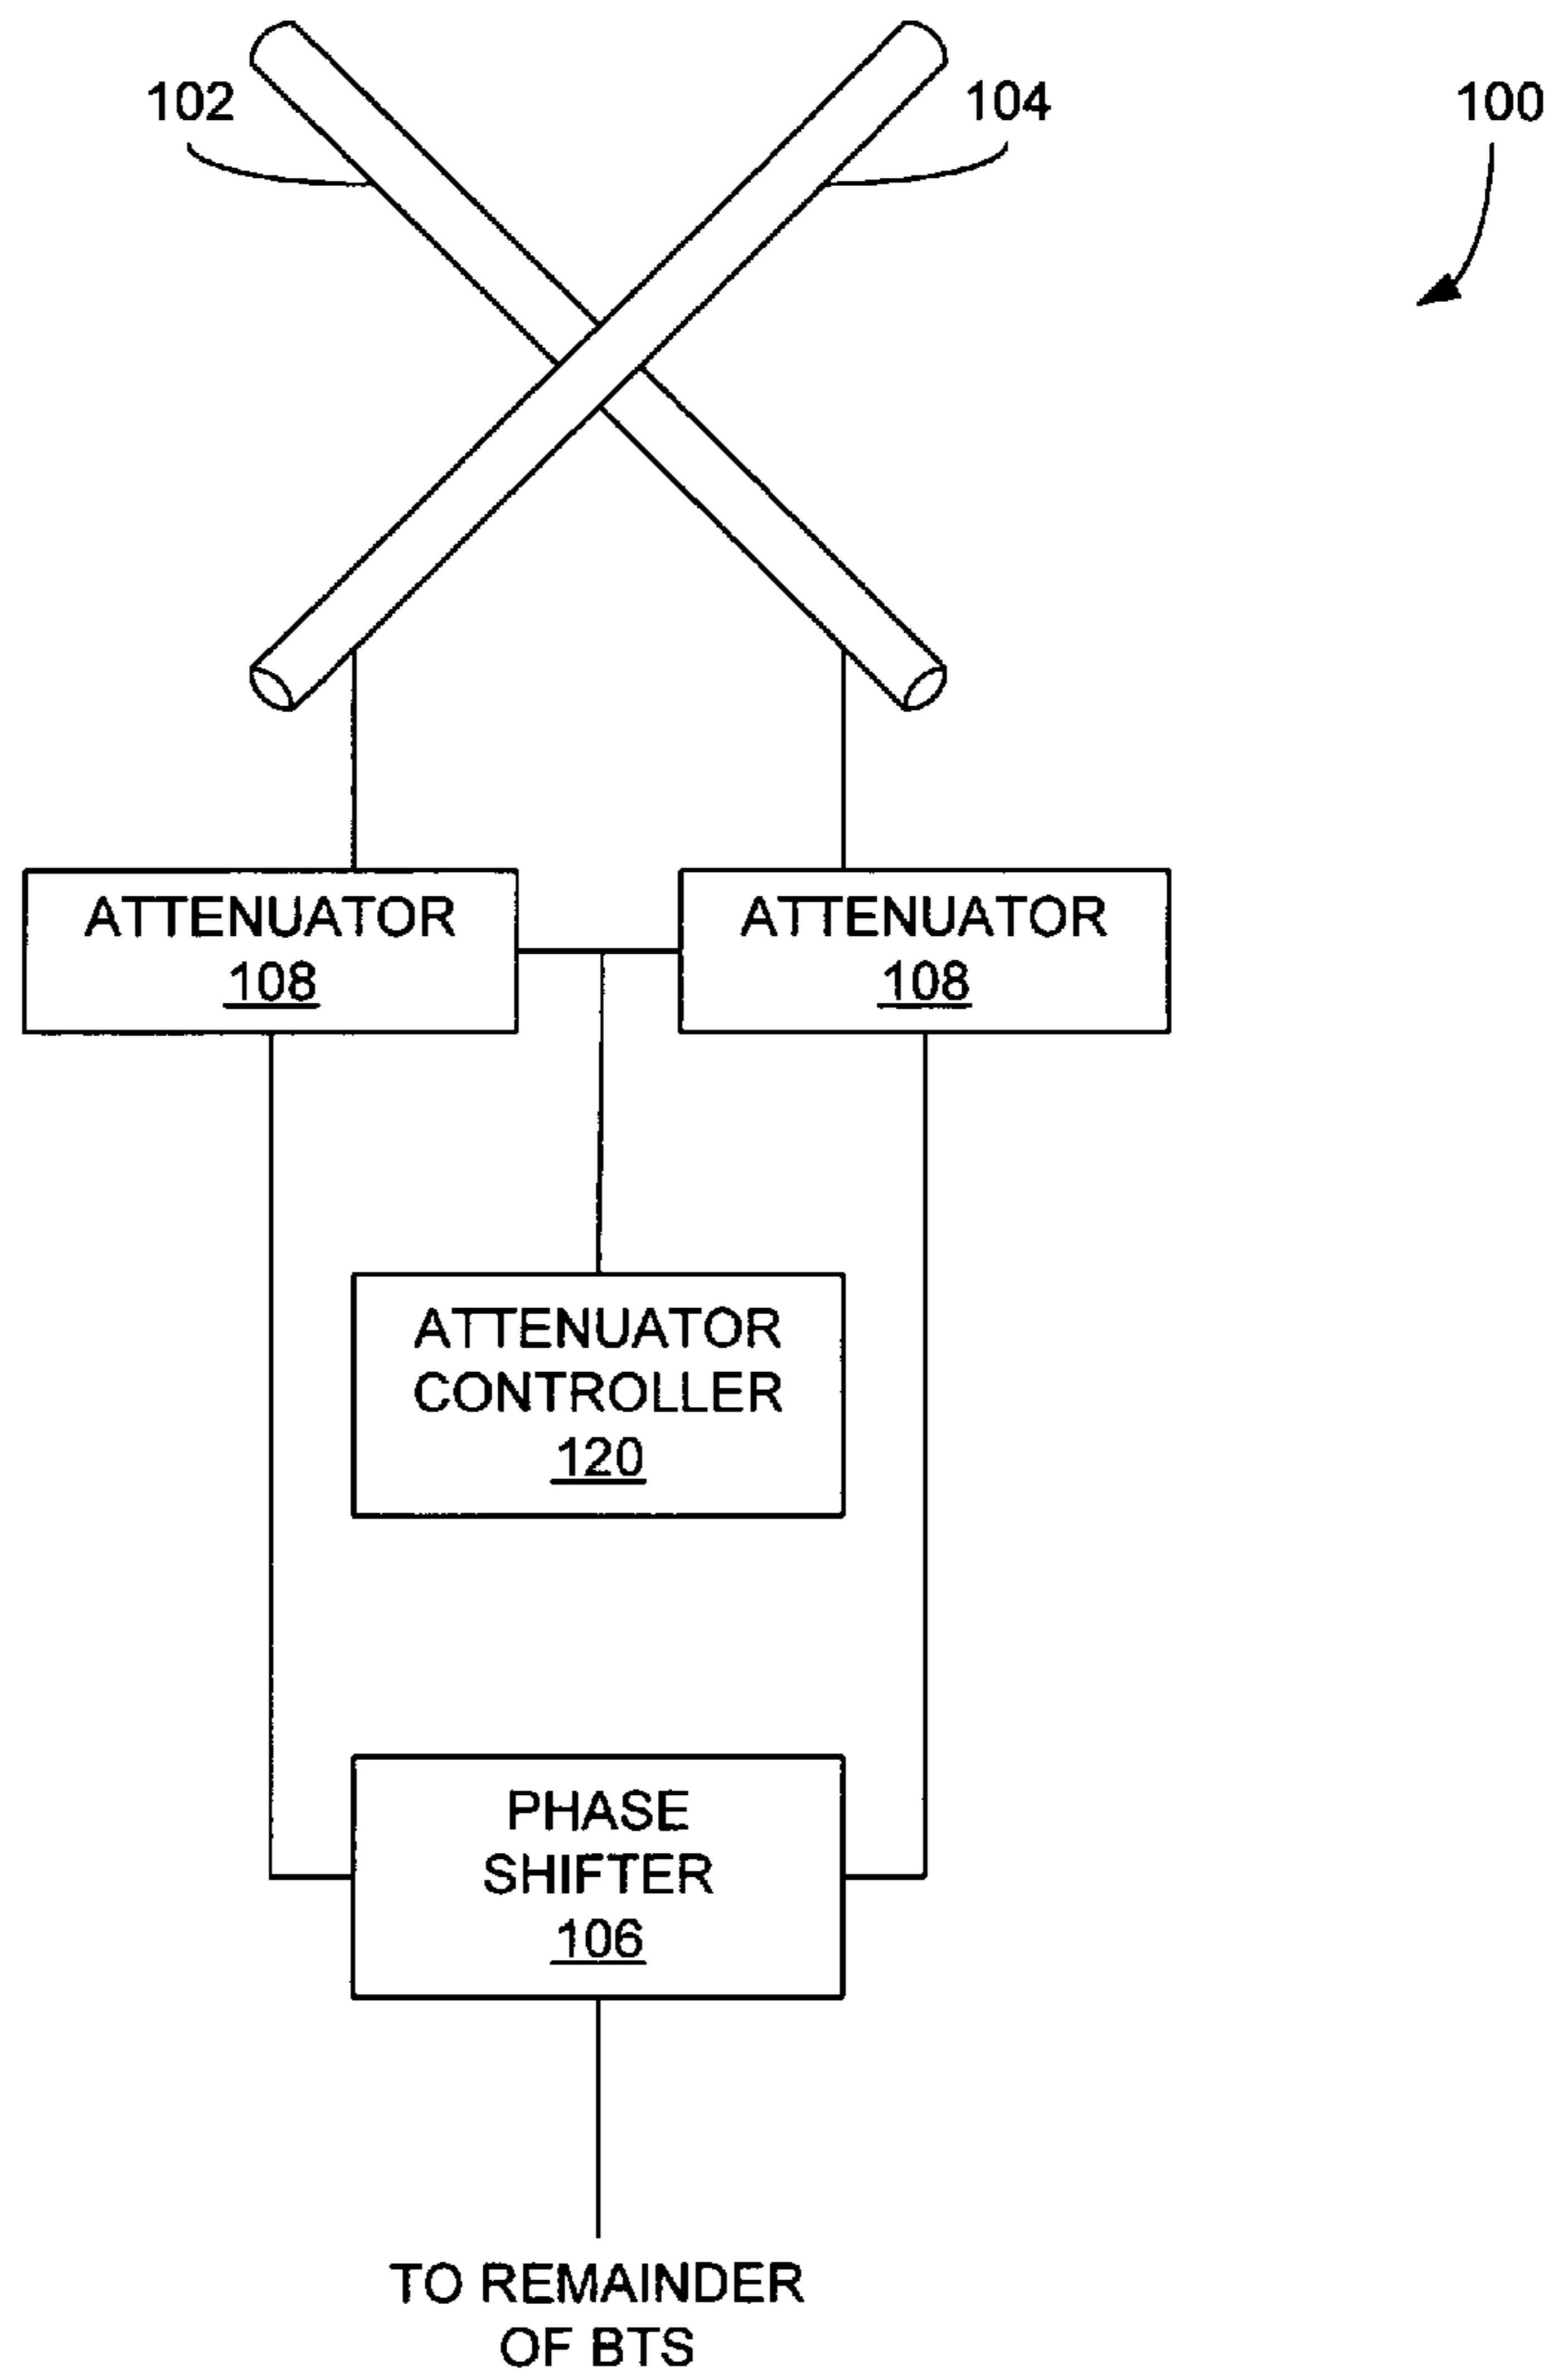 102
104
100
ATTENUATOR
108
ATTENUATOR
108
ATTENUATOR
CONTROLLER
120
PHASE
SHIFTER
106
TO REMAINDER
OF BTS